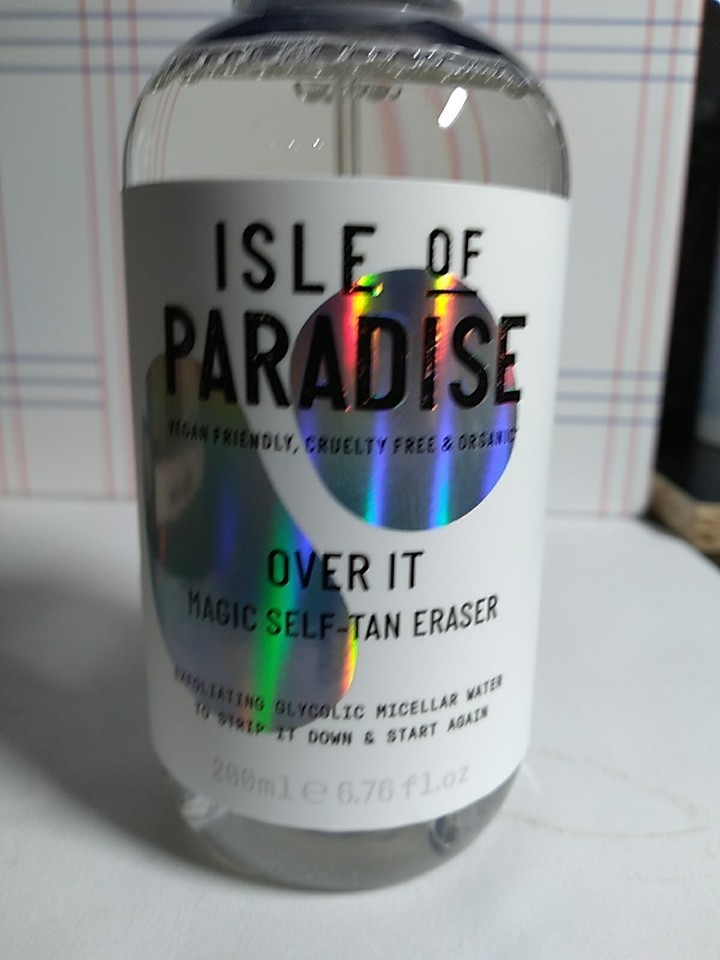 ISLE OF
PARADISE
VEGAN FRIENDLY, CRUELTY FREE & ORGANIC
OVER IT
MAGIC SELF-TAN ERASER
EXFOLIATING GLYCOLIC MICELLAR WATER
TO STRIP IT DOWN & START AGAIN
200ml e 6.76 fl.oz